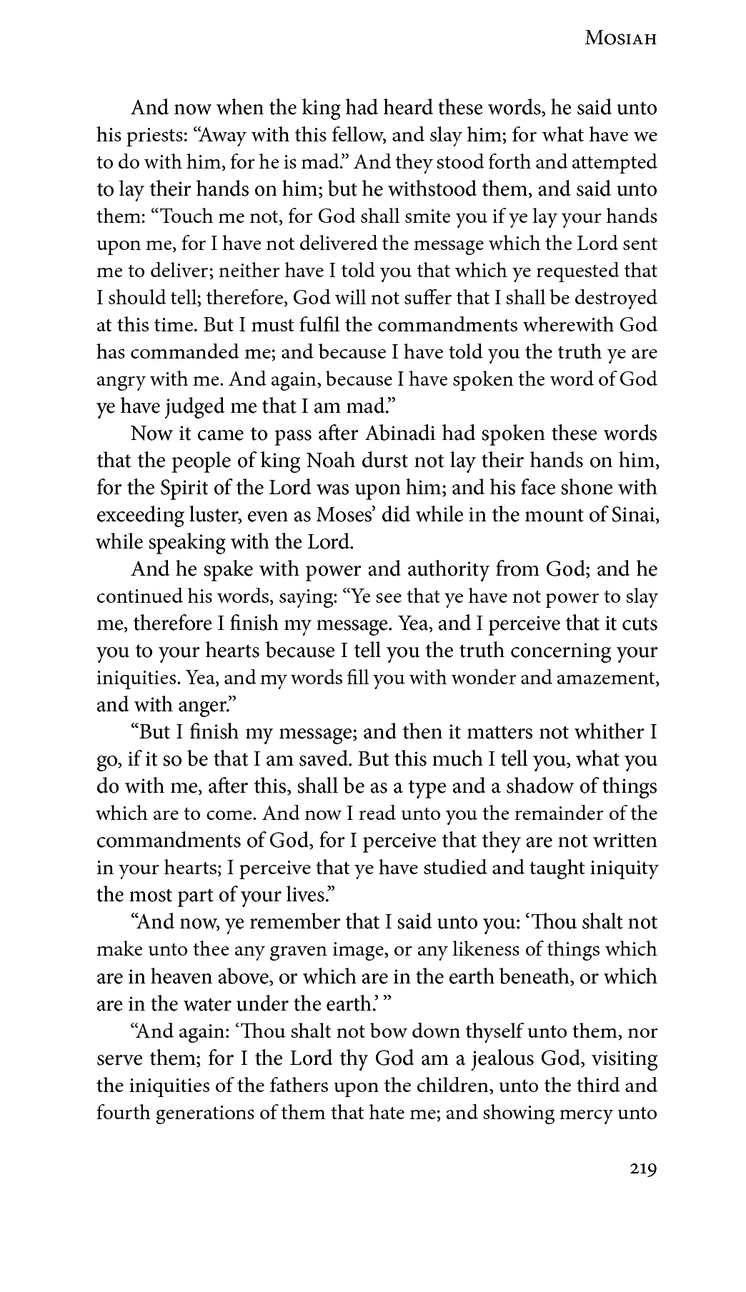 Mosiah
And now when the king had heard these words, he said unto
his priests: “Away with this fellow, and slay him; for what have we
to do with him, for he is mad.” And they stood forth and attempted
to lay their hands on him; but he withstood them, and said unto
them: “Touch me not, for God shall smite you if ye lay your hands
upon me, for I have not delivered the message which the Lord sent
me to deliver; neither have I told you that which ye requested that
I should tell; therefore, God will not suffer that I shall be destroyed
at this time. But I must fulfil the commandments wherewith God
has commanded me; and because I have told you the truth ye are
angry with me. And again, because I have spoken the word of God
ye have judged me that I am mad.”
Now it came to pass after Abinadi had spoken these words
that the people of king Noah durst not lay their hands on him,
for the Spirit of the Lord was upon him; and his face shone with
exceeding luster, even as Moses’ did while in the mount of Sinai,
while speaking with the Lord.
And he spake with power and authority from God; and he
continued his words, saying: “Ye see that ye have not power to slay
me, therefore I finish my message. Yea, and I perceive that it cuts
you to your hearts because I tell you the truth concerning your
iniquities. Yea, and my words fill you with wonder and amazement,
and with anger.”
“But I finish my message; and then it matters not whither I
go, if it so be that I am saved. But this much I tell you, what you
do with me, after this, shall be as a type and a shadow of things
which are to come. And now I read unto you the remainder of the
commandments of God, for I perceive that they are not written
in your hearts; I perceive that ye have studied and taught iniquity
the most part of your lives.”
“And now, ye remember that I said unto you: ‘Thou shalt not
make unto thee any graven image, or any likeness of things which
are in heaven above, or which are in the earth beneath, or which
are in the water under the earth.’ ”
“And again: ‘Thou shalt not bow down thyself unto them, nor
serve them; for I the Lord thy God am a jealous God, visiting
the iniquities of the fathers upon the children, unto the third and
fourth generations of them that hate me; and showing mercy unto
219